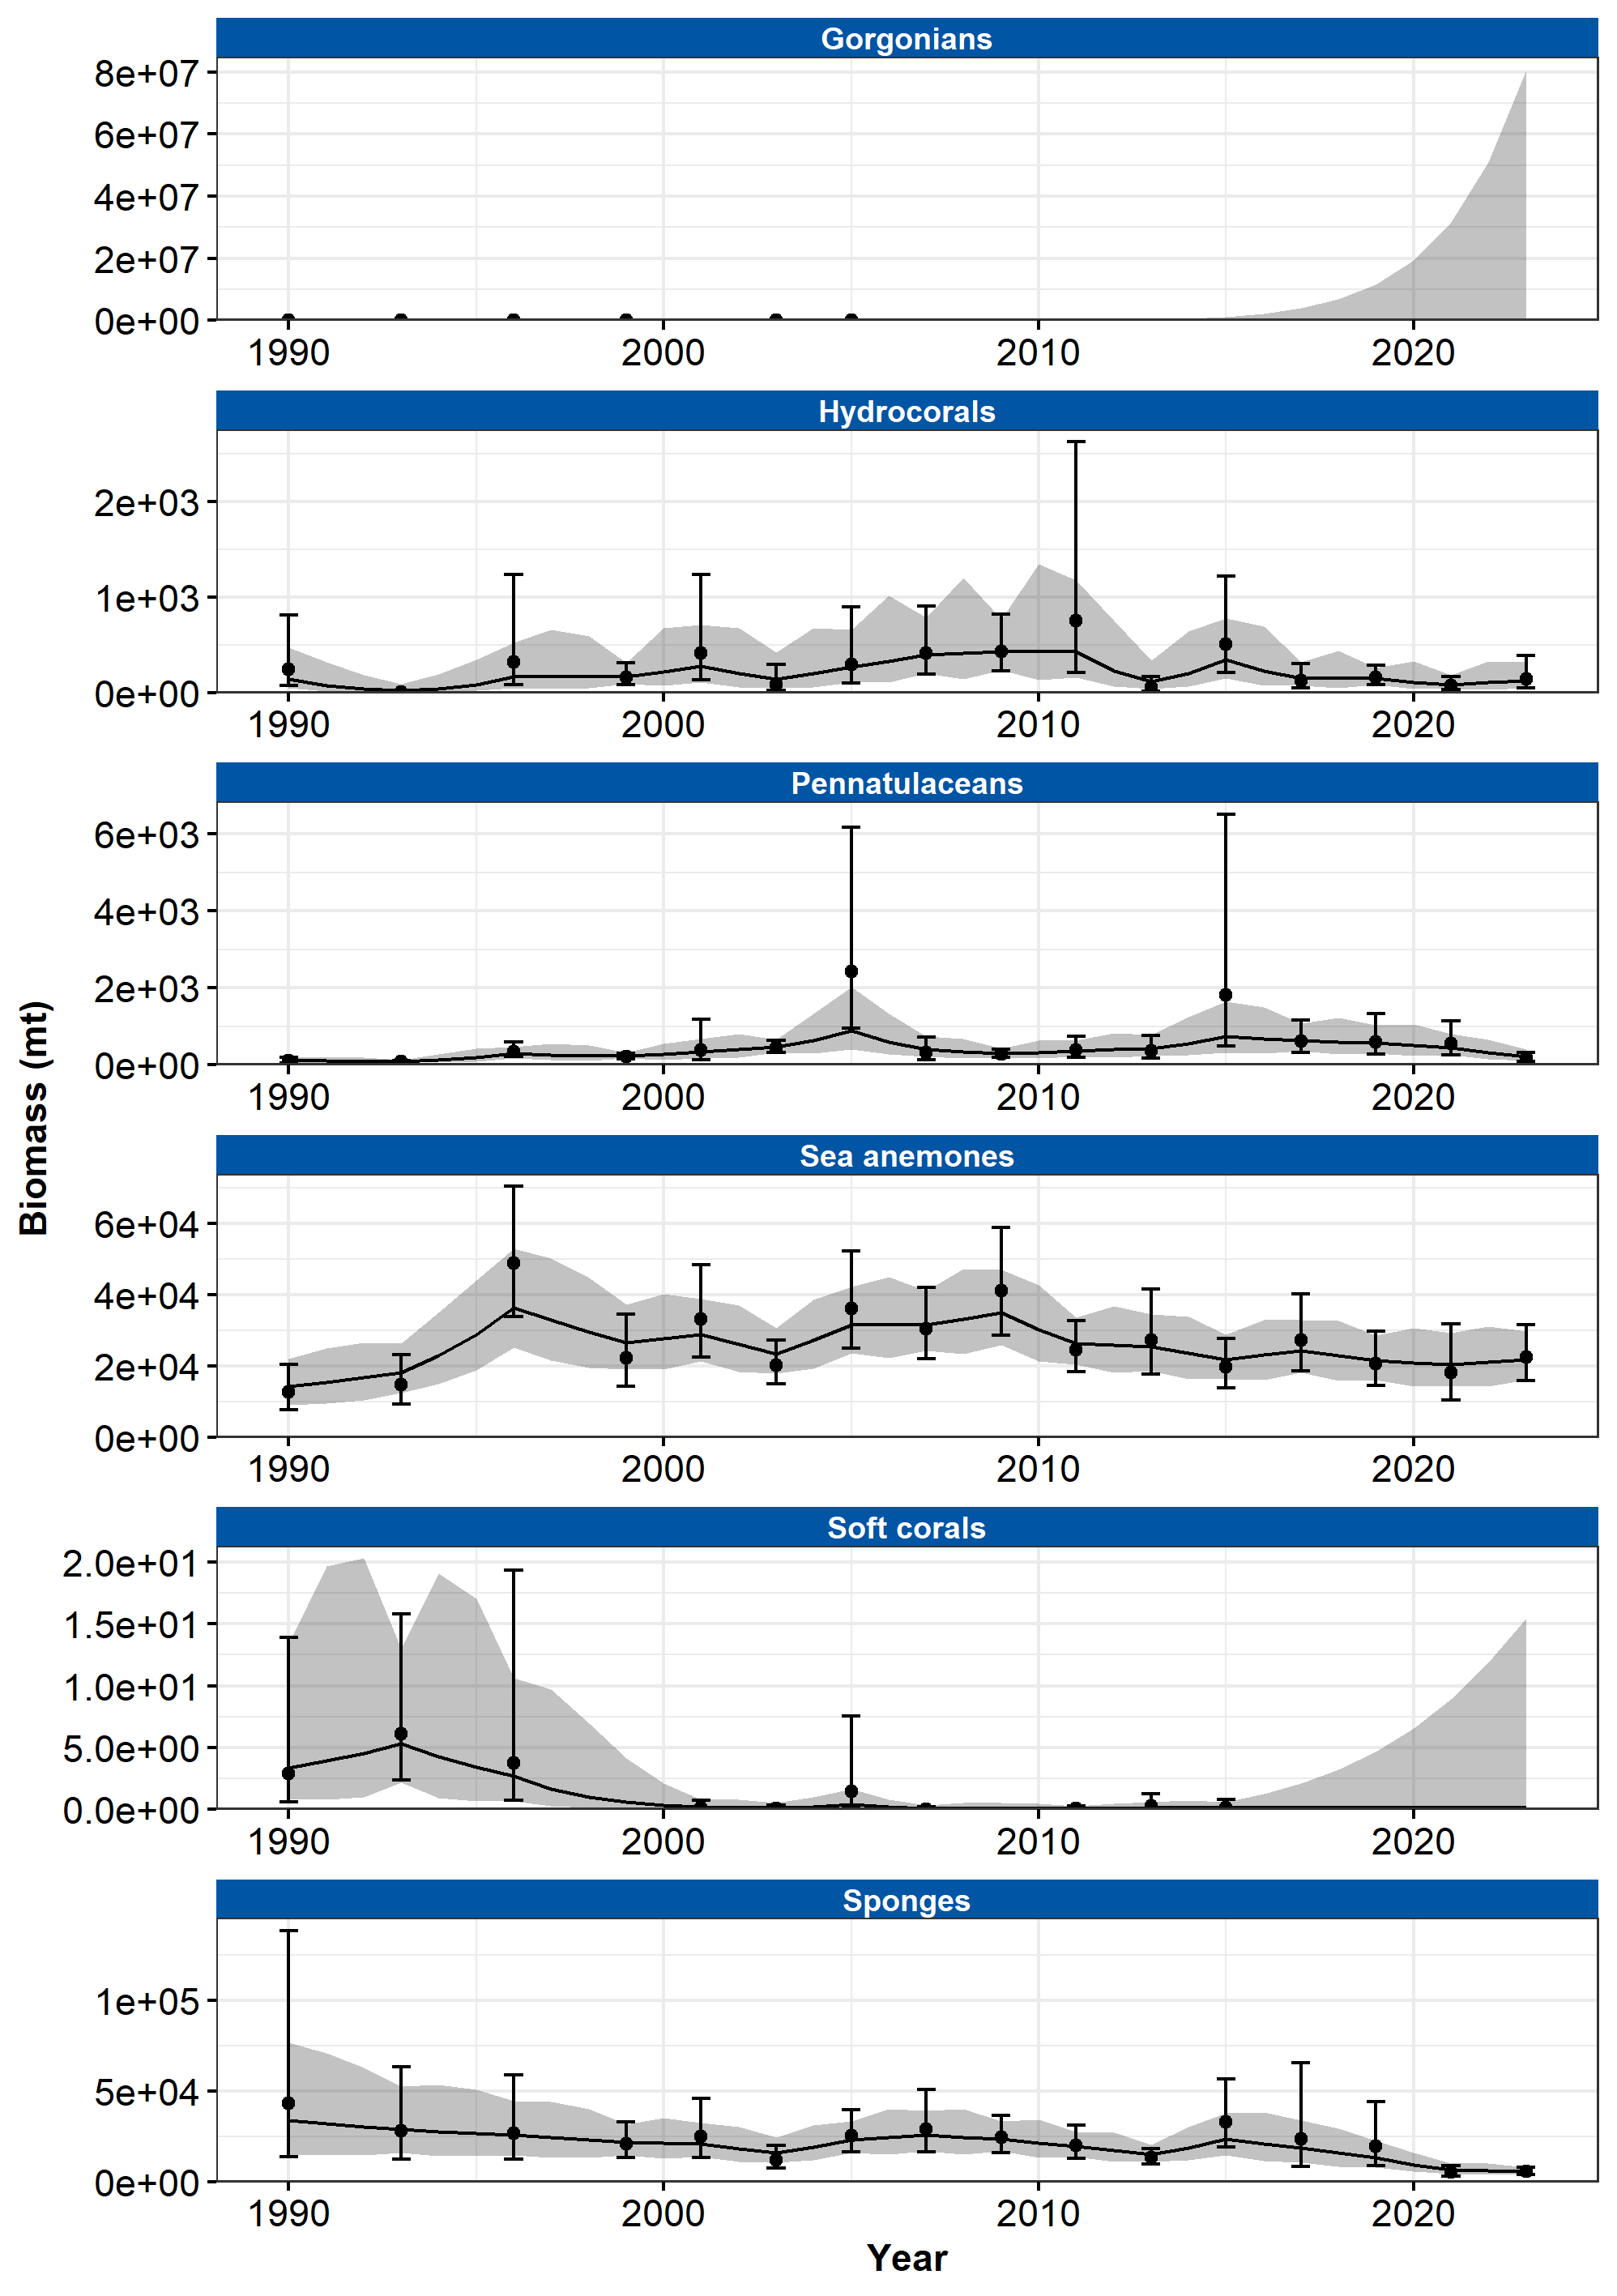 Gorgonians
8e+07
6e+07
4e+07
2e+07
0e+00
1990 2000 2010 2020
Hydrocorals
2e+03
1e+03
0e+00
1990 2000 2010 2020
Pennatulaceans
6e+03
4e+03
2e+03
0e+00
1990 2000 2010 2020
Biomass (mt)
Sea anemones
6e+04
4e+04
2e+04
0e+00
1990 2000 2010 2020
Soft corals
2.0e+01
1.5e+01
1.0e+01
5.0e+00
0.0e+00
1990 2000 2010 2020
Sponges
1e+05
5e+04
0e+00
1990 2000 2010 2020
Year